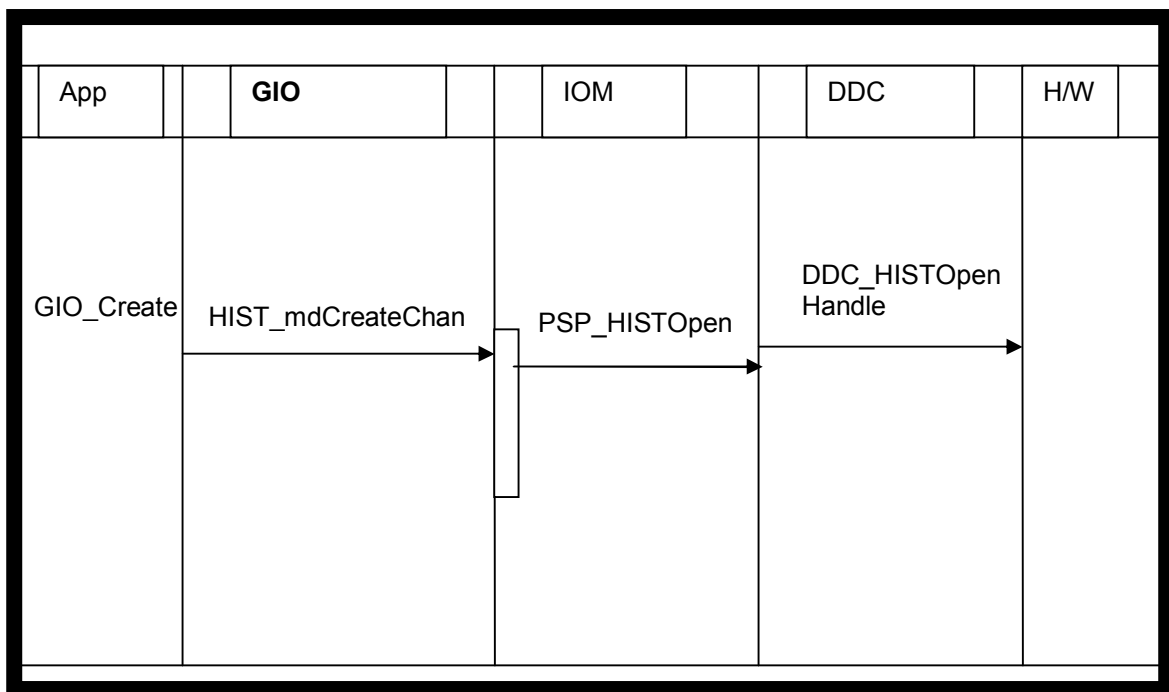 App
GIO
IOM
DDC
H/W
GIO_Create
HIST_mdCreateChan
PSP_HISTOpen
DDC_HISTOpen
Handle